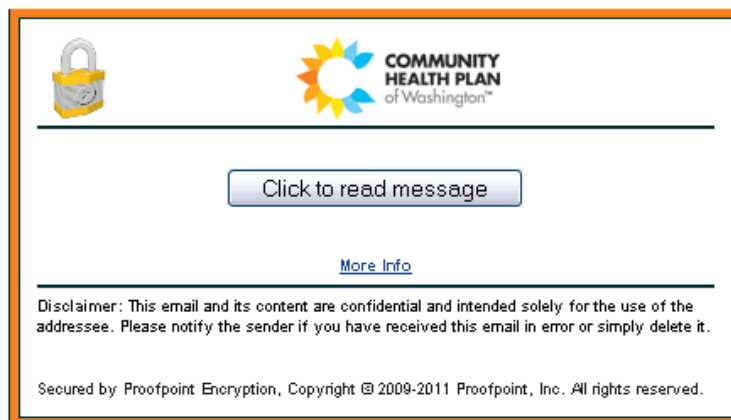 COMMUNITY
HEALTH PLAN
of Washington™
Click to read message
More Info
Disclaimer: This email and its content are confidential and intended solely for the use of the
addressee. Please notify the sender if you have received this email in error or simply delete it.
Secured by Proofpoint Encryption, Copyright © 2009-2011 Proofpoint, Inc. All rights reserved.